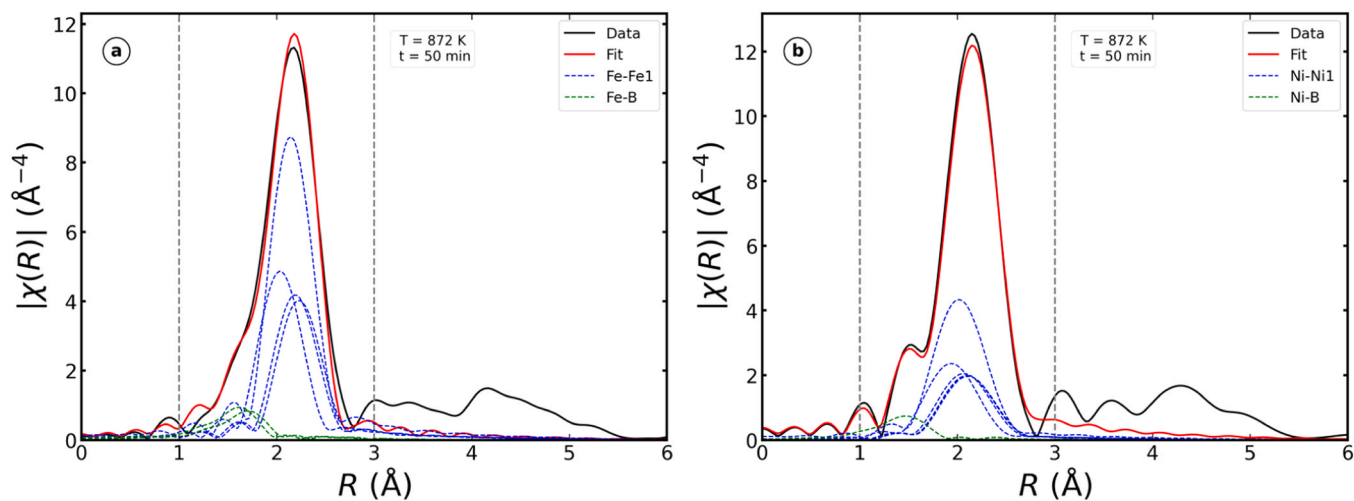 a
T = 872 K
t = 50 min
Data
Fit
Fe-Fe1
Fe-B
12
10
8
6
4
2
0
|χ(R)| (Å⁻⁴)
0 1 2 3 4 5 6
R (Å)
b
T = 872 K
t = 50 min
Data
Fit
Ni-Ni1
Ni-B
12
10
8
6
4
2
0
|χ(R)| (Å⁻⁴)
0 1 2 3 4 5 6
R (Å)